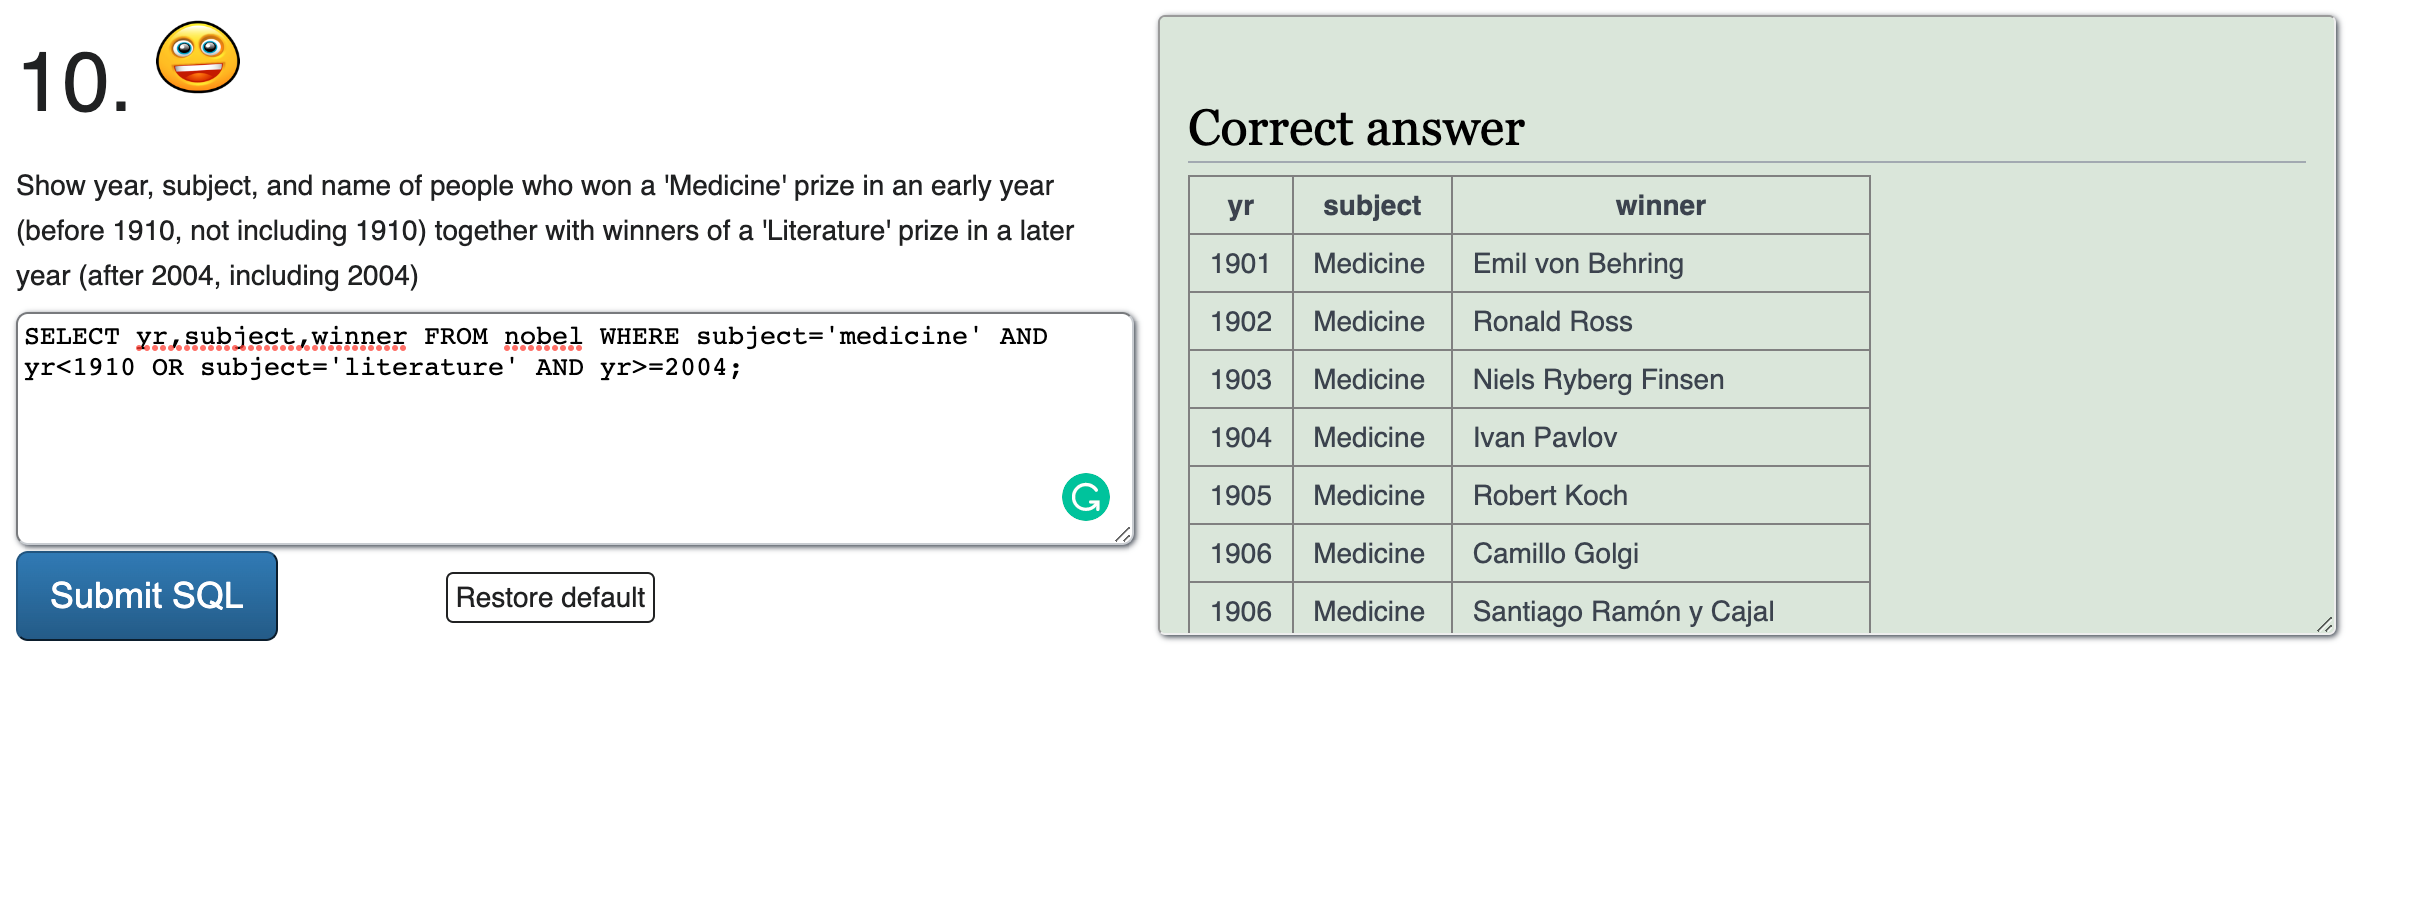 10.
Show year, subject, and name of people who won a 'Medicine' prize in an early year
(before 1910, not including 1910) together with winners of a 'Literature' prize in a later
year (after 2004, including 2004)
SELECT yr,subject,winner FROM nobel WHERE subject='medicine' AND
yr<1910 OR subject='literature' AND yr>=2004;
G
Submit SQL
Restore default
Correct answer
yr subject winner
1901 Medicine Emil von Behring
1902 Medicine Ronald Ross
1903 Medicine Niels Ryberg Finsen
1904 Medicine Ivan Pavlov
1905 Medicine Robert Koch
1906 Medicine Camillo Golgi
1906 Medicine Santiago Ramón y Cajal